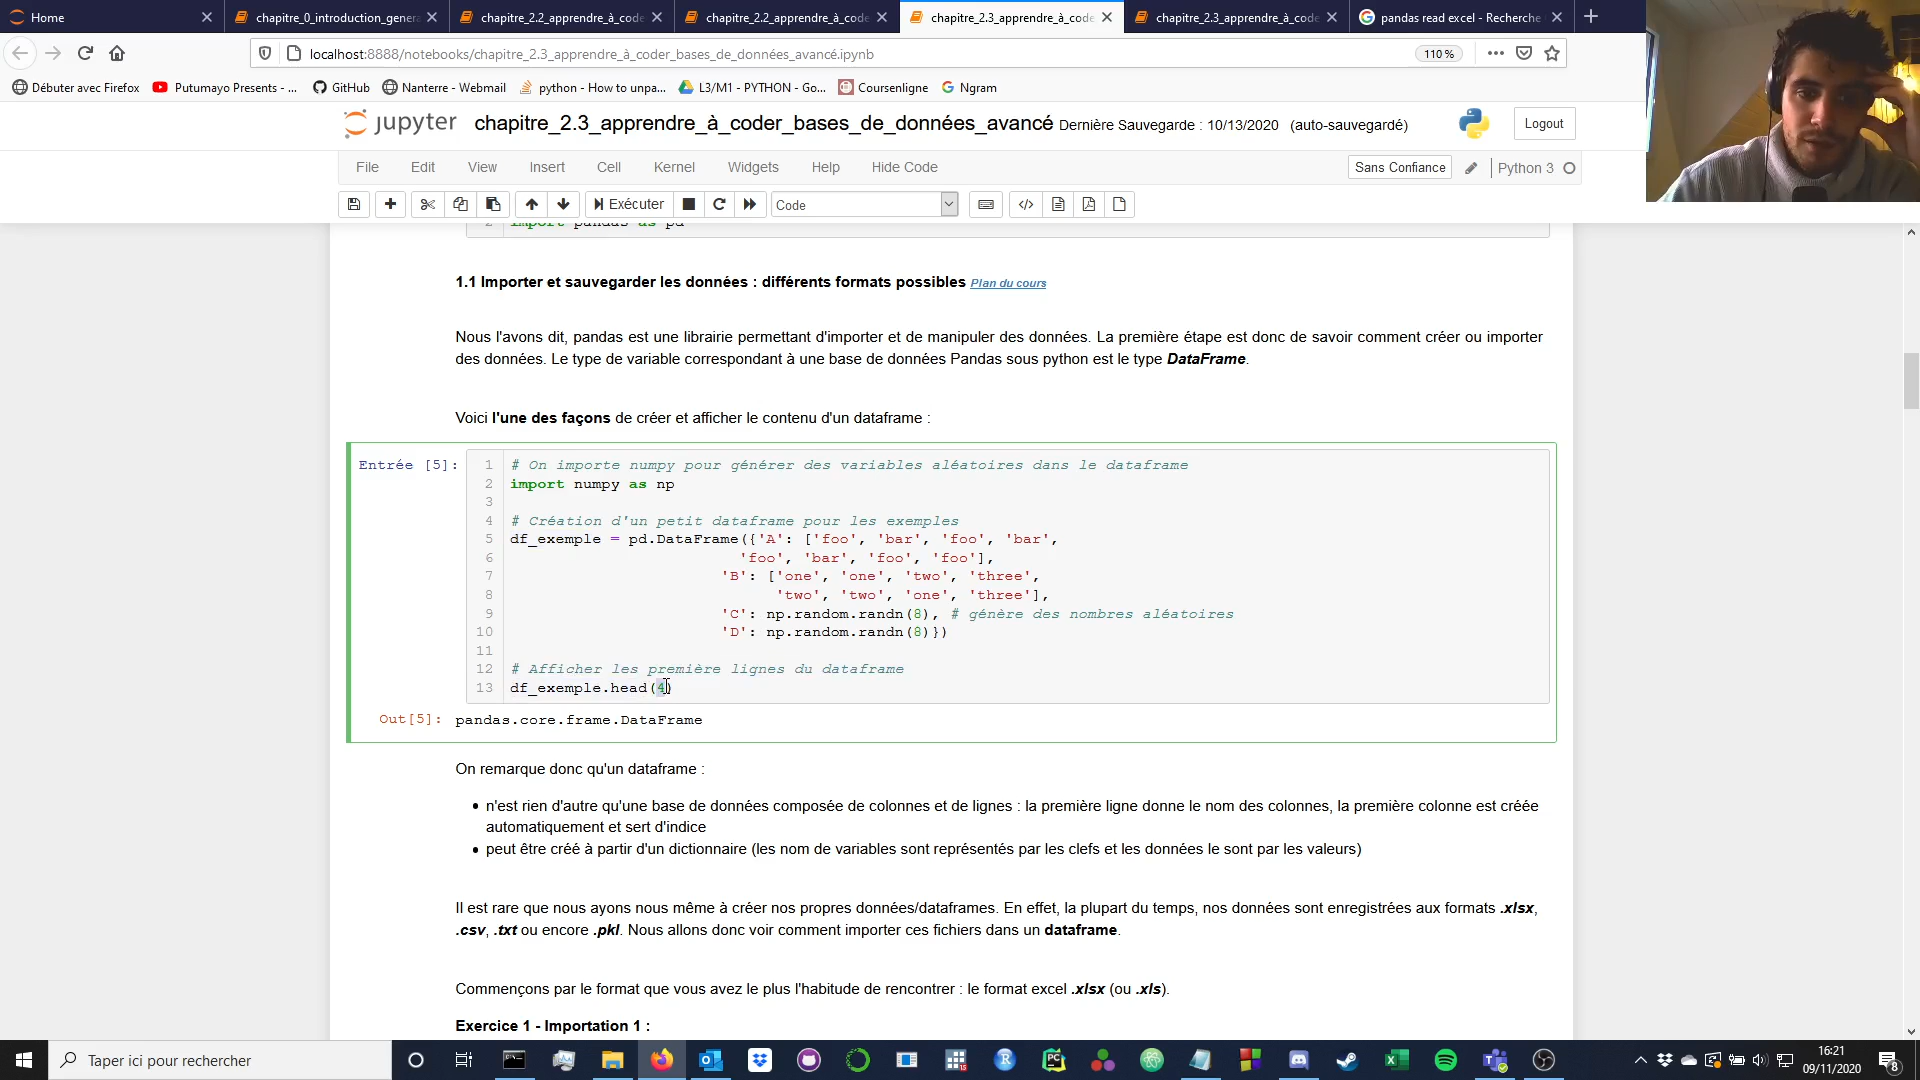 Home
chapitre_0_introduction_genera
chapitre_2.2_apprendre_à_code
chapitre_2.2_apprendre_à_code
chapitre_2.3_apprendre_à_code
chapitre_2.3_apprendre_à_code
pandas read excel - Recherche
localhost:8888/notebooks/chapitre_2.3_apprendre_à_coder_bases_de_données_avancé.ipynb
110 %
Débuter avec Firefox
Putumayo Presents - ...
GitHub
Nanterre - Webmail
python - How to unpa...
L3/M1 - PYTHON - Go...
Coursenligne
Ngram
jupyter chapitre_2.3_apprendre_à_coder_bases_de_données_avancé Dernière Sauvegarde : 10/13/2020 (auto-sauvegardé)
Logout
File Edit View Insert Cell Kernel Widgets Help Hide Code
Sans Confiance
Python 3
Exécuter
Code
2 import pandas as pd
1.1 Importer et sauvegarder les données : différents formats possibles Plan du cours
Nous l'avons dit, pandas est une librairie permettant d'importer et de manipuler des données. La première étape est donc de savoir comment créer ou importer
des données. Le type de variable correspondant à une base de données Pandas sous python est le type DataFrame.
Voici l'une des façons de créer et afficher le contenu d'un dataframe :
Entrée [5]:
1 # On importe numpy pour générer des variables aléatoires dans le dataframe
2 import numpy as np
3
4 # Création d'un petit dataframe pour les exemples
5 df_exemple = pd.DataFrame({'A': ['foo', 'bar', 'foo', 'bar',
6 'foo', 'bar', 'foo', 'foo'],
7 'B': ['one', 'one', 'two', 'three',
8 'two', 'two', 'one', 'three'],
9 'C': np.random.randn(8), # génère des nombres aléatoires
10 'D': np.random.randn(8)})
11
12 # Afficher les première lignes du dataframe
13 df_exemple.head(4)
Out[5]: pandas.core.frame.DataFrame
On remarque donc qu'un dataframe :
n'est rien d'autre qu'une base de données composée de colonnes et de lignes : la première ligne donne le nom des colonnes, la première colonne est créée
automatiquement et sert d'indice
peut être créé à partir d'un dictionnaire (les nom de variables sont représentés par les clefs et les données le sont par les valeurs)
Il est rare que nous ayons nous même à créer nos propres données/dataframes. En effet, la plupart du temps, nos données sont enregistrées aux formats .xlsx,
.csv, .txt ou encore .pkl. Nous allons donc voir comment importer ces fichiers dans un dataframe.
Commençons par le format que vous avez le plus l'habitude de rencontrer : le format excel .xlsx (ou .xls).
Exercice 1 - Importation 1 :
Taper ici pour rechercher
16:21
09/11/2020
8